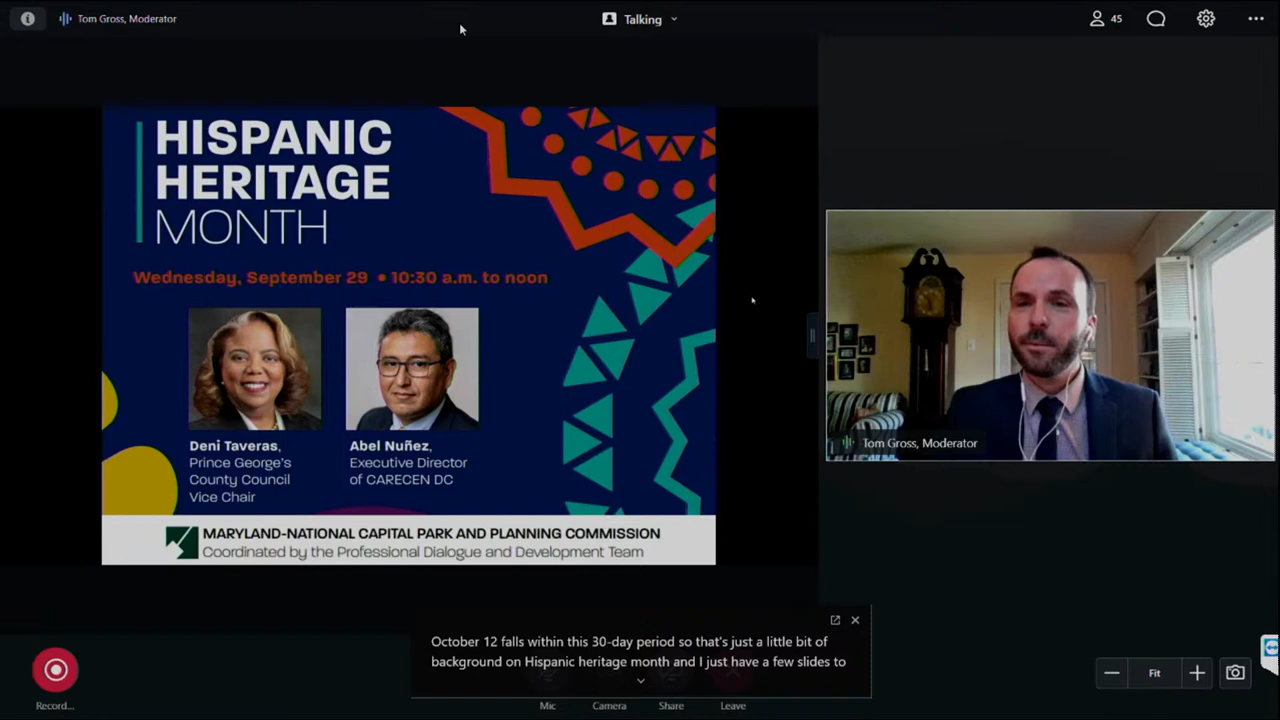 Tom Gross, Moderator
Talking
45
HISPANIC
HERITAGE
MONTH
Wednesday, September 29 • 10:30 a.m. to noon
Deni Taveras,
Prince George's
County Council
Vice Chair
Abel Nuñez,
Executive Director
of CARECEN DC
MARYLAND-NATIONAL CAPITAL PARK AND PLANNING COMMISSION
Coordinated by the Professional Dialogue and Development Team
Tom Gross, Moderator
October 12 falls within this 30-day period so that's just a little bit of
background on Hispanic heritage month and I just have a few slides to
Record...
Mic
Camera
Share
Leave
Fit